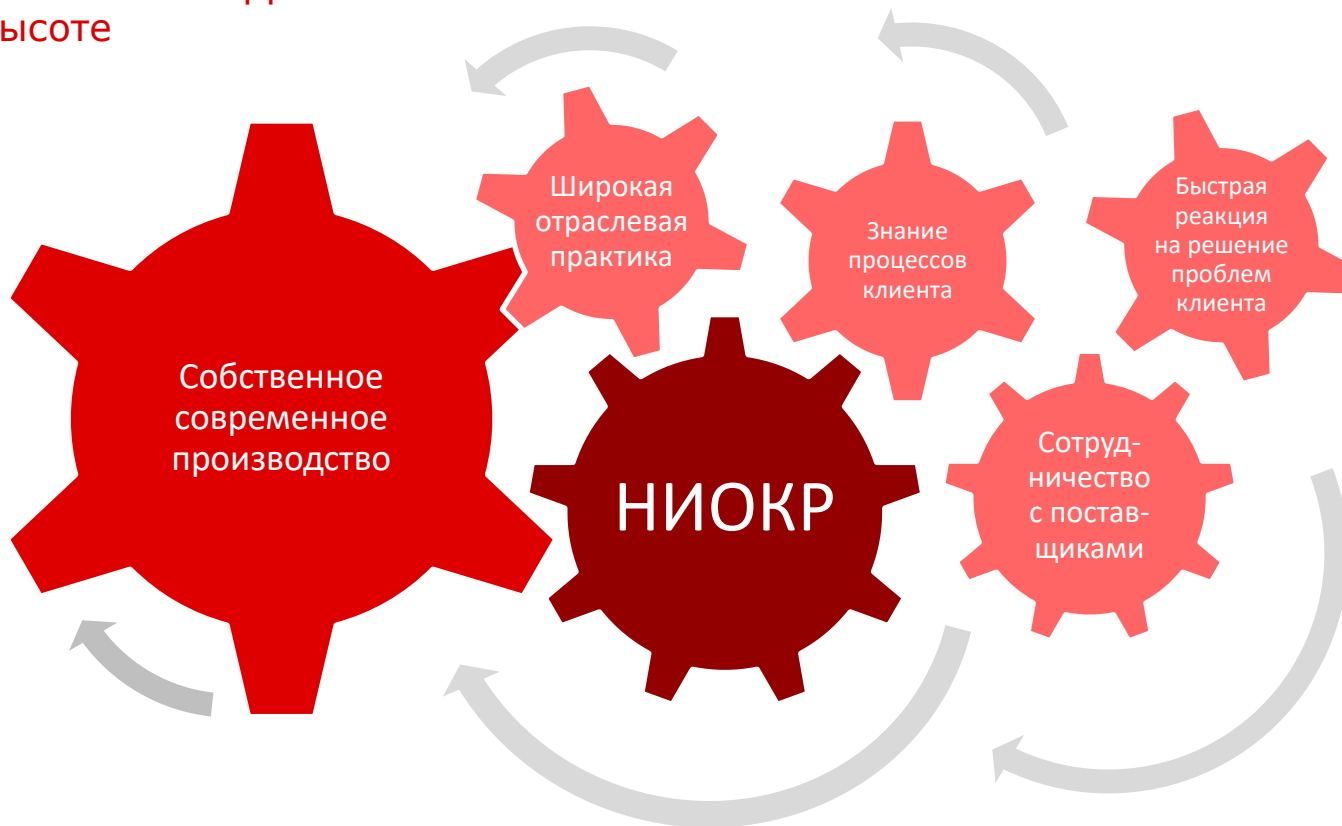 ысоте
Широкая
отраслевая
практика
Знание
процессов
клиента
Быстрая
реакция
на решение
проблем
клиента
Собственное
современное
производство
НИОКР
Сотруд-
ничество
с постав-
щиками